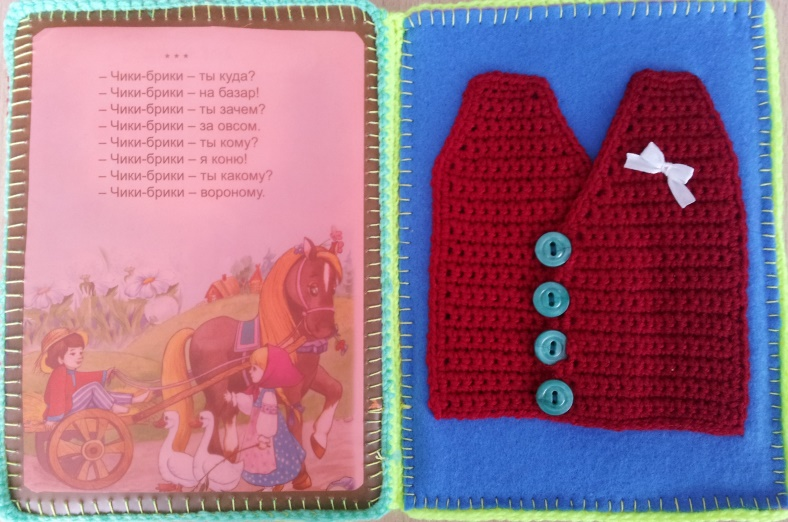 * * *
– Чики-брики – ты куда?
– Чики-брики – на базар!
– Чики-брики – ты зачем?
– Чики-брики – за овсом.
– Чики-брики – ты кому?
– Чики-брики – я коню!
– Чики-брики – ты какому?
– Чики-брики – вороному.